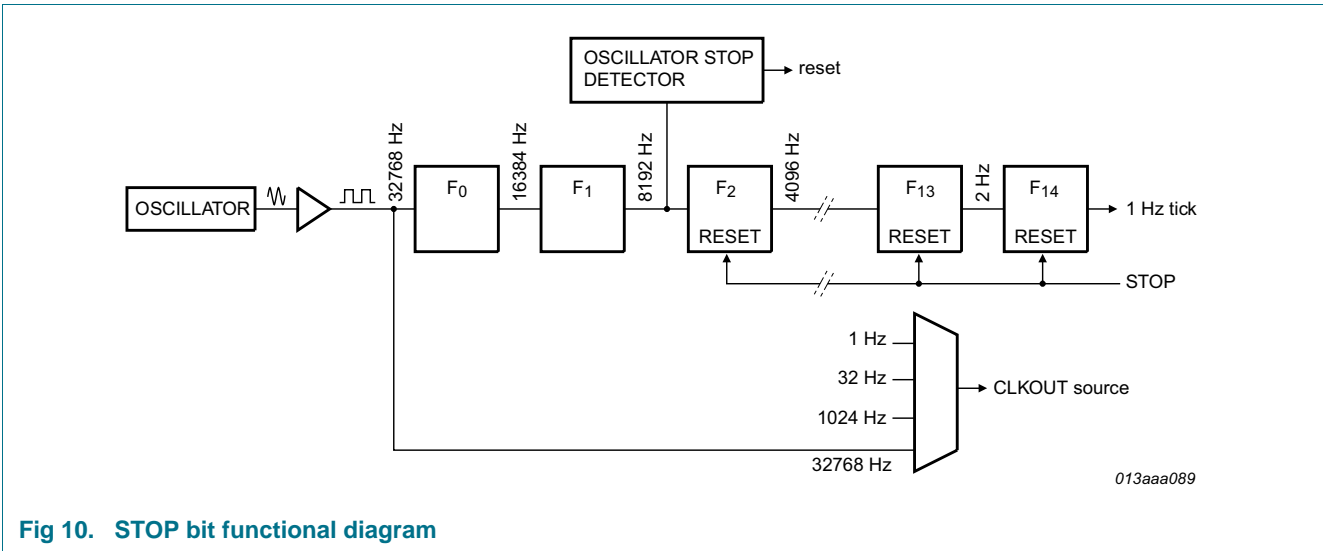 OSCILLATOR STOP
DETECTOR
reset
32768 Hz
16384 Hz
8192 Hz
4096 Hz
2 Hz
OSCILLATOR
F0
F1
F2
RESET
F13
RESET
F14
RESET
1 Hz tick
STOP
1 Hz
32 Hz
1024 Hz
32768 Hz
CLKOUT source
013aaa089
Fig 10. STOP bit functional diagram